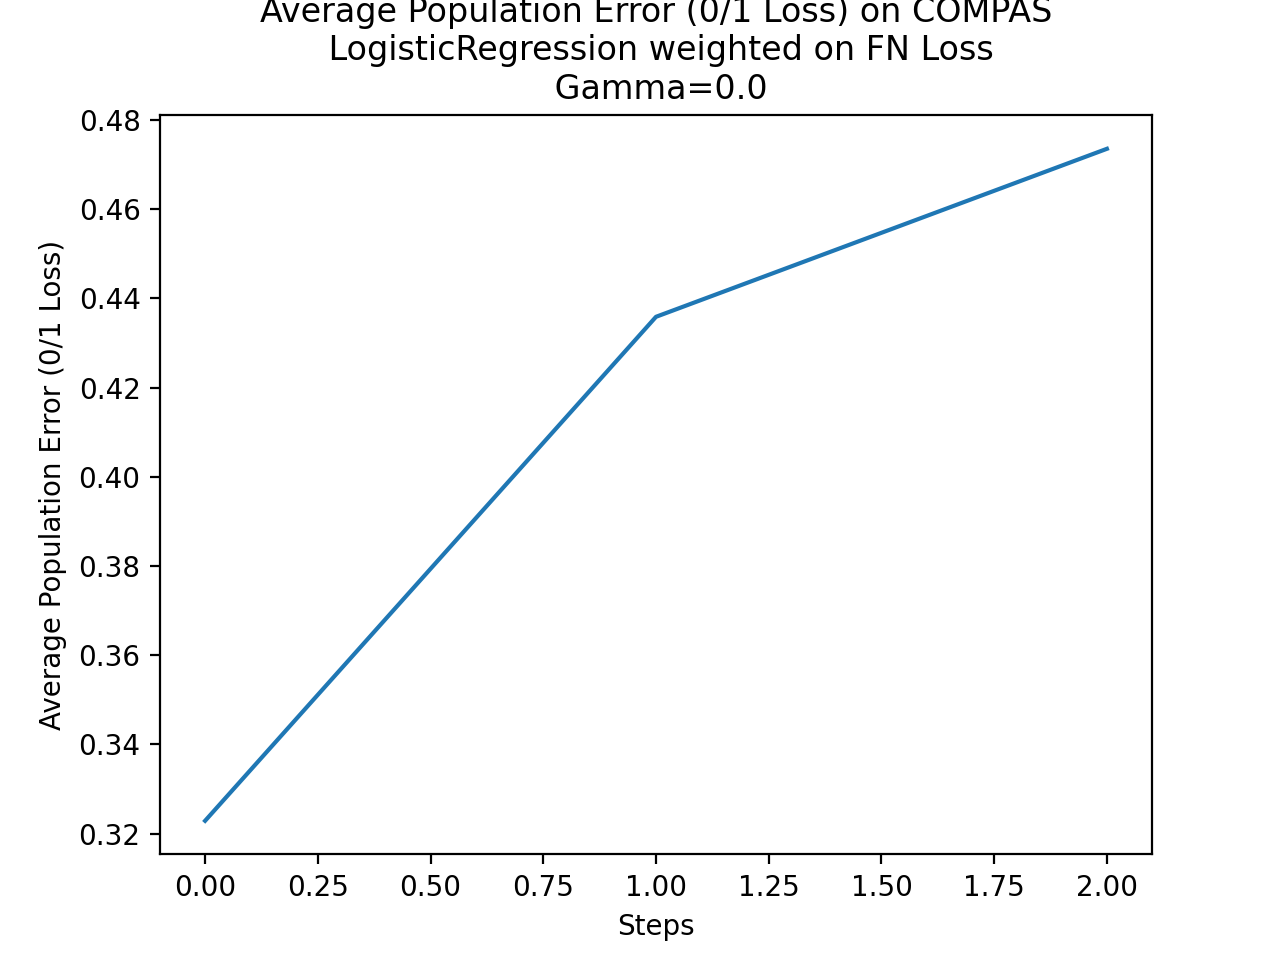 Average Population Error (0/1 Loss) on COMPAS
LogisticRegression weighted on FN Loss
Gamma=0.0
Average Population Error (0/1 Loss)
0.48
0.46
0.44
0.42
0.40
0.38
0.36
0.34
0.32
0.00 0.25 0.50 0.75 1.00 1.25 1.50 1.75 2.00
Steps